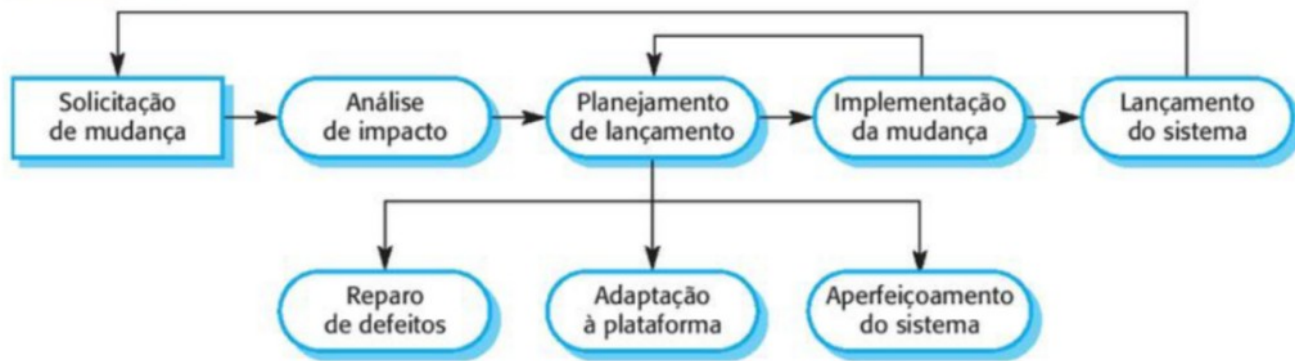 Solicitação
de mudança
Análise
de impacto
Planejamento
de lançamento
Implementação
da mudança
Lançamento
do sistema
Reparo
de defeitos
Adaptação
à plataforma
Aperfeiçoamento
do sistema